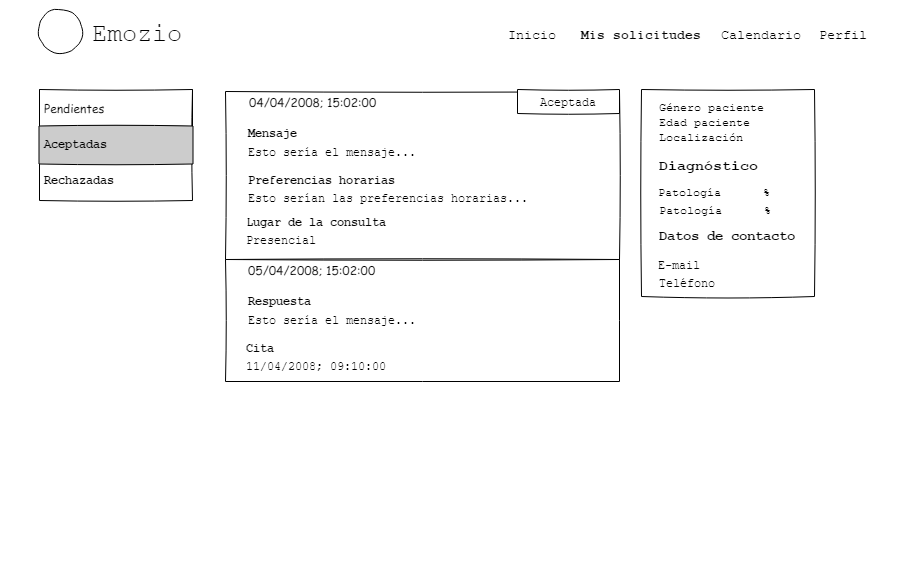 Emozio
Inicio Mis solicitudes Calendario Perfil
Pendientes
Aceptadas
Rechazadas
04/04/2008; 15:02:00
Aceptada
Mensaje
Esto sería el mensaje...
Preferencias horarias
Esto serían las preferencias horarias...
Lugar de la consulta
Presencial
05/04/2008; 15:02:00
Respuesta
Esto sería el mensaje...
Cita
11/04/2008; 09:10:00
Género paciente
Edad paciente
Localización
Diagnóstico
Patología %
Patología %
Datos de contacto
E-mail
Teléfono